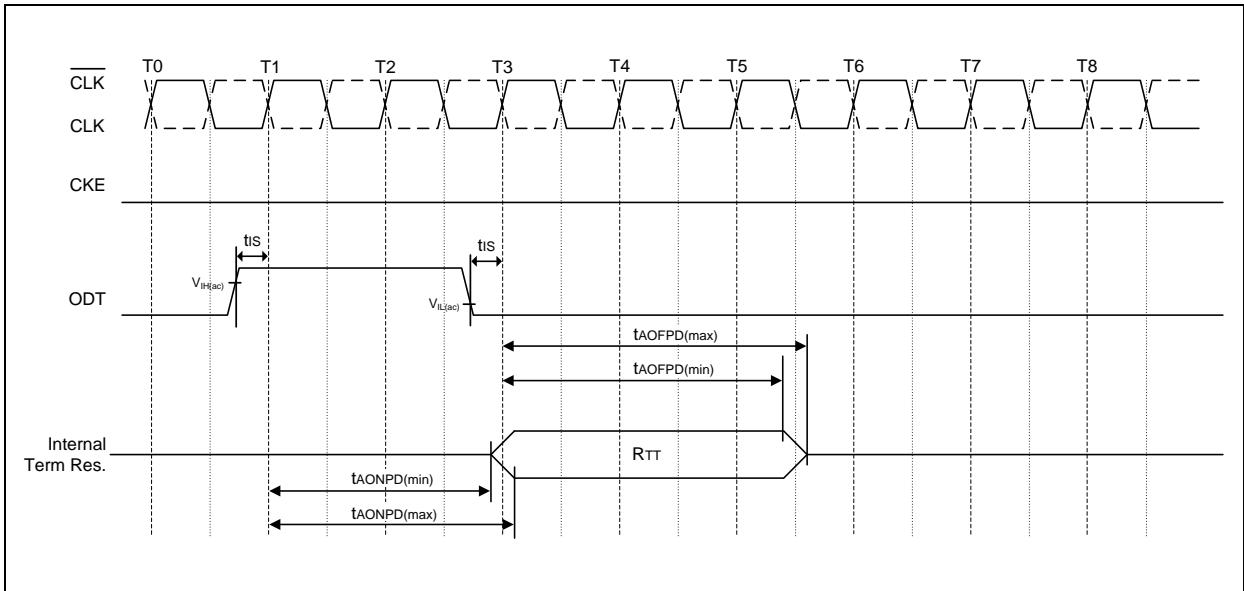 T0 T1 T2 T3 T4 T5 T6 T7 T8
CLK
CLK
CKE
tIS tIS
VIH(ac)
ODT
VIL(ac)
tAOFPD(max)
tAOFPD(min)
Internal
Term Res.
RTT
tAONPD(min)
tAONPD(max)